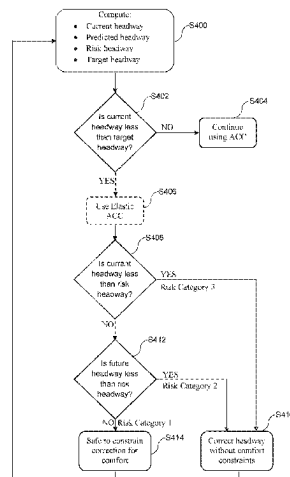 Compute:
• Current headway
• Predicted headway
• Risk headway
• Target headway
S400
S402
Is current
headway less
than target
headway?
NO
S404
Continue
using ACC
YES
S406
Use Elastic
ACC
S408
Is current
headway less
than risk
headway?
YES
Risk Category 3
NO
S412
Is future
headway less
than risk
headway?
YES
Risk Category 2
NO Risk Category 1
S414
Safe to constrain
correction for
comfort
S41
Correct headway
without comfort
constraints